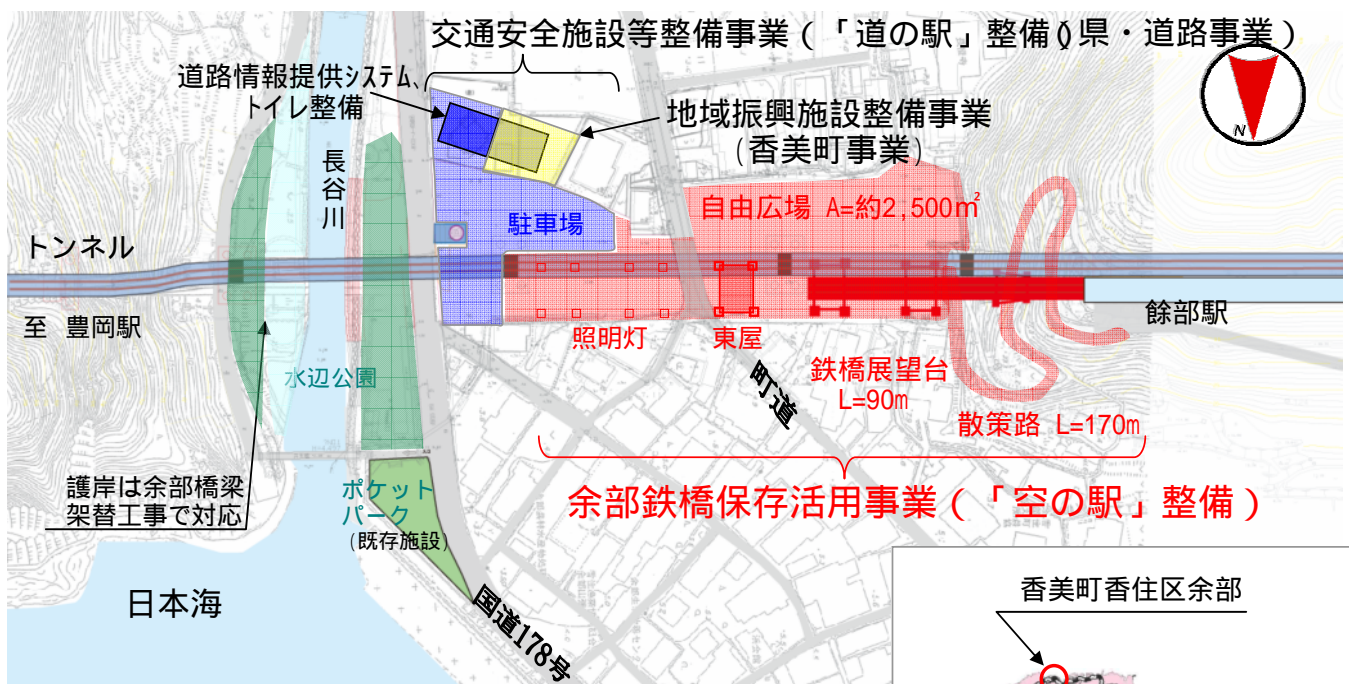 交通安全施設等整備事業(「道の駅」整備()県・道路事業)
道路情報提供システム、
トイレ整備
地域振興施設整備事業
(香美町事業)
N
長谷川
駐車場
自由広場 A=約2,500㎡
トンネル
至 豊岡駅
餘部駅
照明灯
東屋
水辺公園
町道
鉄橋展望台
L=90m
散策路 L=170m
護岸は余部橋梁
架替工事で対応
ポケット
パーク
(既存施設)
余部鉄橋保存活用事業(「空の駅」整備)
日本海
国道178号
香美町香住区余部